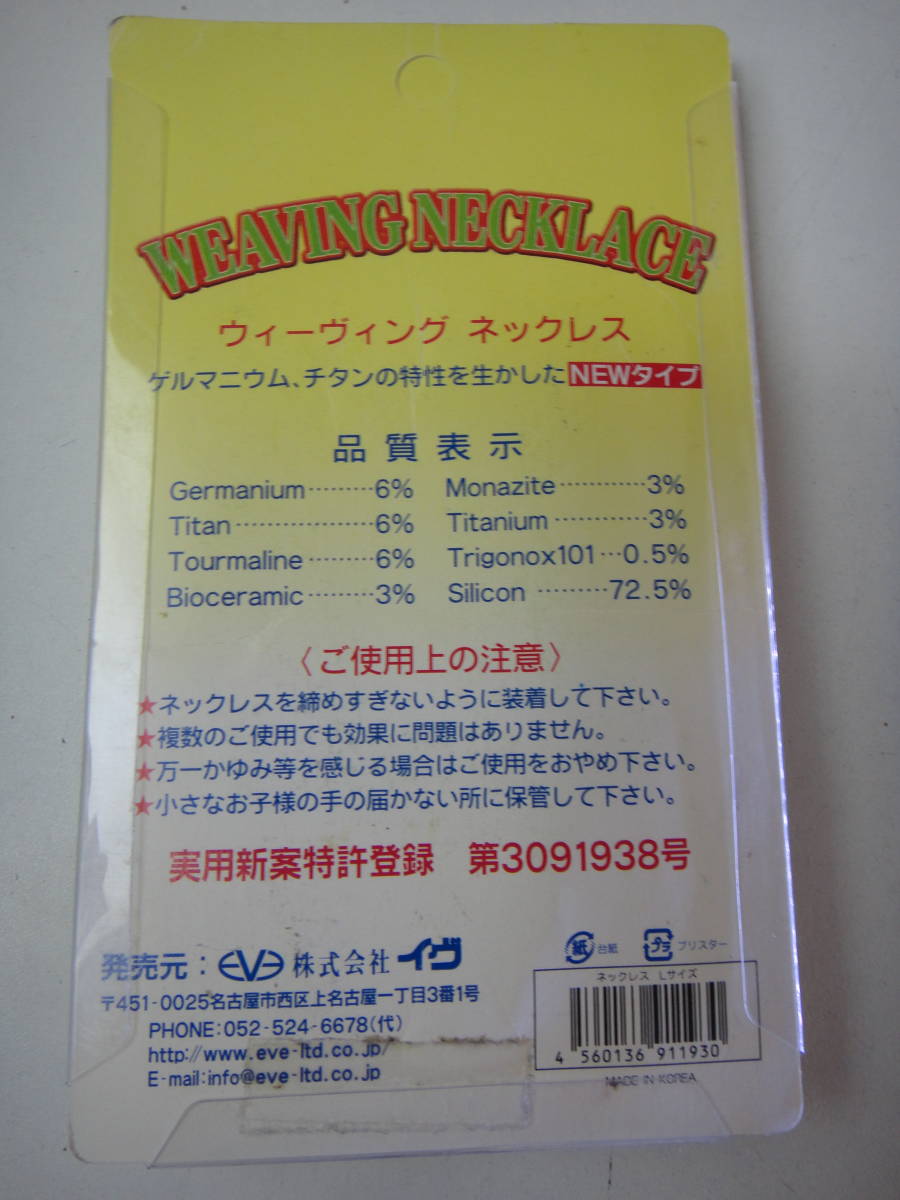 WEAVING NECKLACE
ウィーヴィング ネックレス
ゲルマニウム、チタンの特性を生かした NEWタイプ
品質表示
Germanium………6% Monazite…………3%
Titan………………6% Titanium…………3%
Tourmaline………6% Trigonox101…0.5%
Bioceramic………3% Silicon………72.5%
〈ご使用上の注意〉
★ネックレスを締めすぎないように装着して下さい。
★複数のご使用でも効果に問題はありません。
★万一かゆみ等を感じる場合はご使用をおやめ下さい。
★小さなお子様の手の届かない所に保管して下さい。
実用新案特許登録 第3091938号
紙 台紙 プラ ブリスター
発売元：EVE 株式会社イヴ
〒451-0025名古屋市西区上名古屋一丁目3番1号
PHONE:052-524-6678(代)
http://www.eve-ltd.co.jp/
E-mail:info@eve-ltd.co.jp
ネックレス Lサイズ
4 560136 911930
MADE IN KOREA